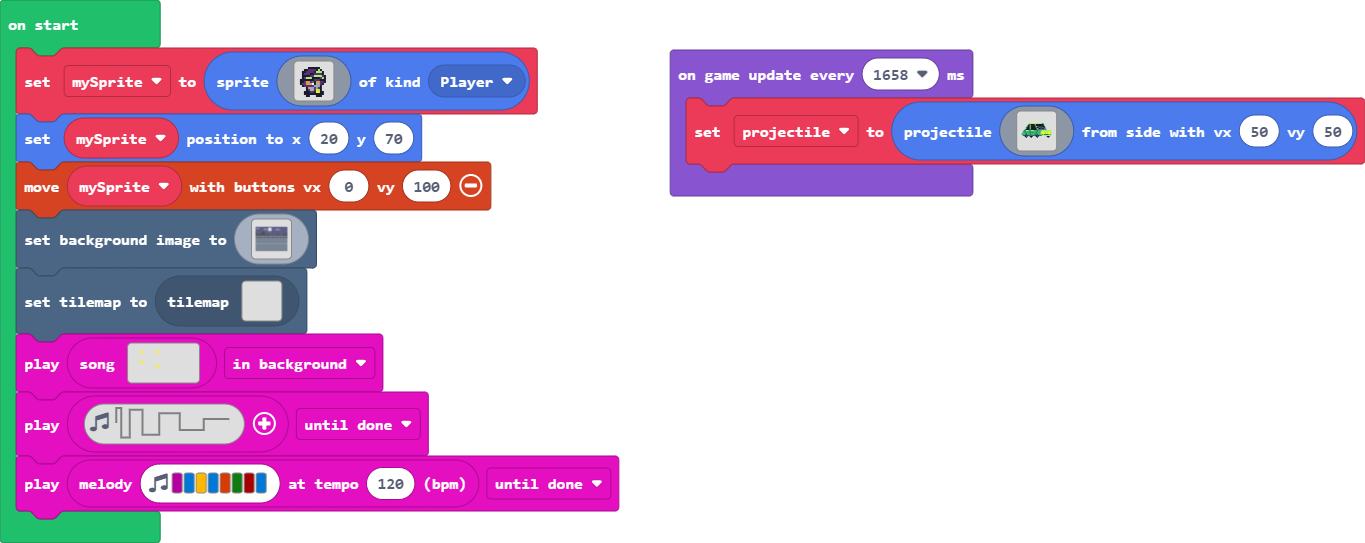 on start
set mySprite to sprite of kind Player
set mySprite position to x 20 y 70
move mySprite with buttons vx 0 vy 100
set background image to
set tilemap to tilemap
play song in background
play until done
play melody at tempo 120 (bpm) until done
on game update every 1658 ms
set projectile to projectile from side with vx 50 vy 50